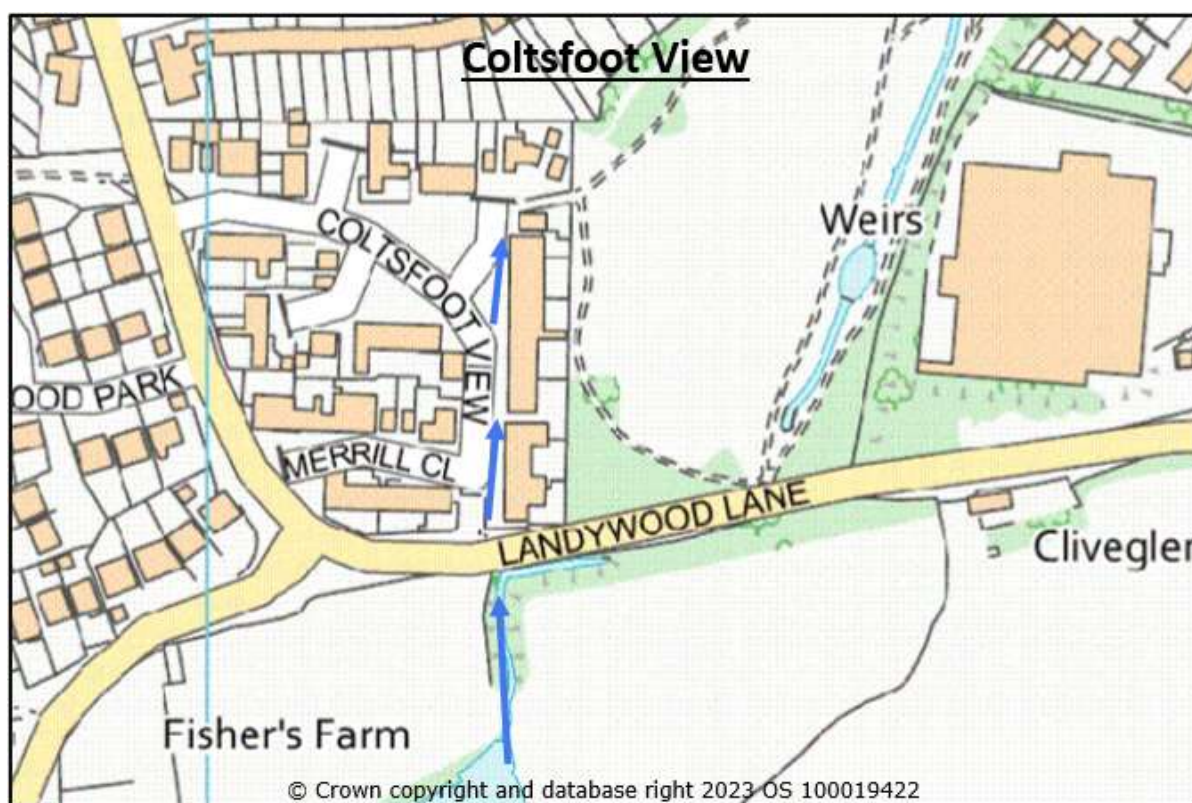 Coltsfoot View
Weirs
COLTSFOOT VIEW
OOD PARK
MERRILL CL
LANDYWOOD LANE
Cliveglen
Fisher's Farm
© Crown copyright and database right 2023 OS 100019422